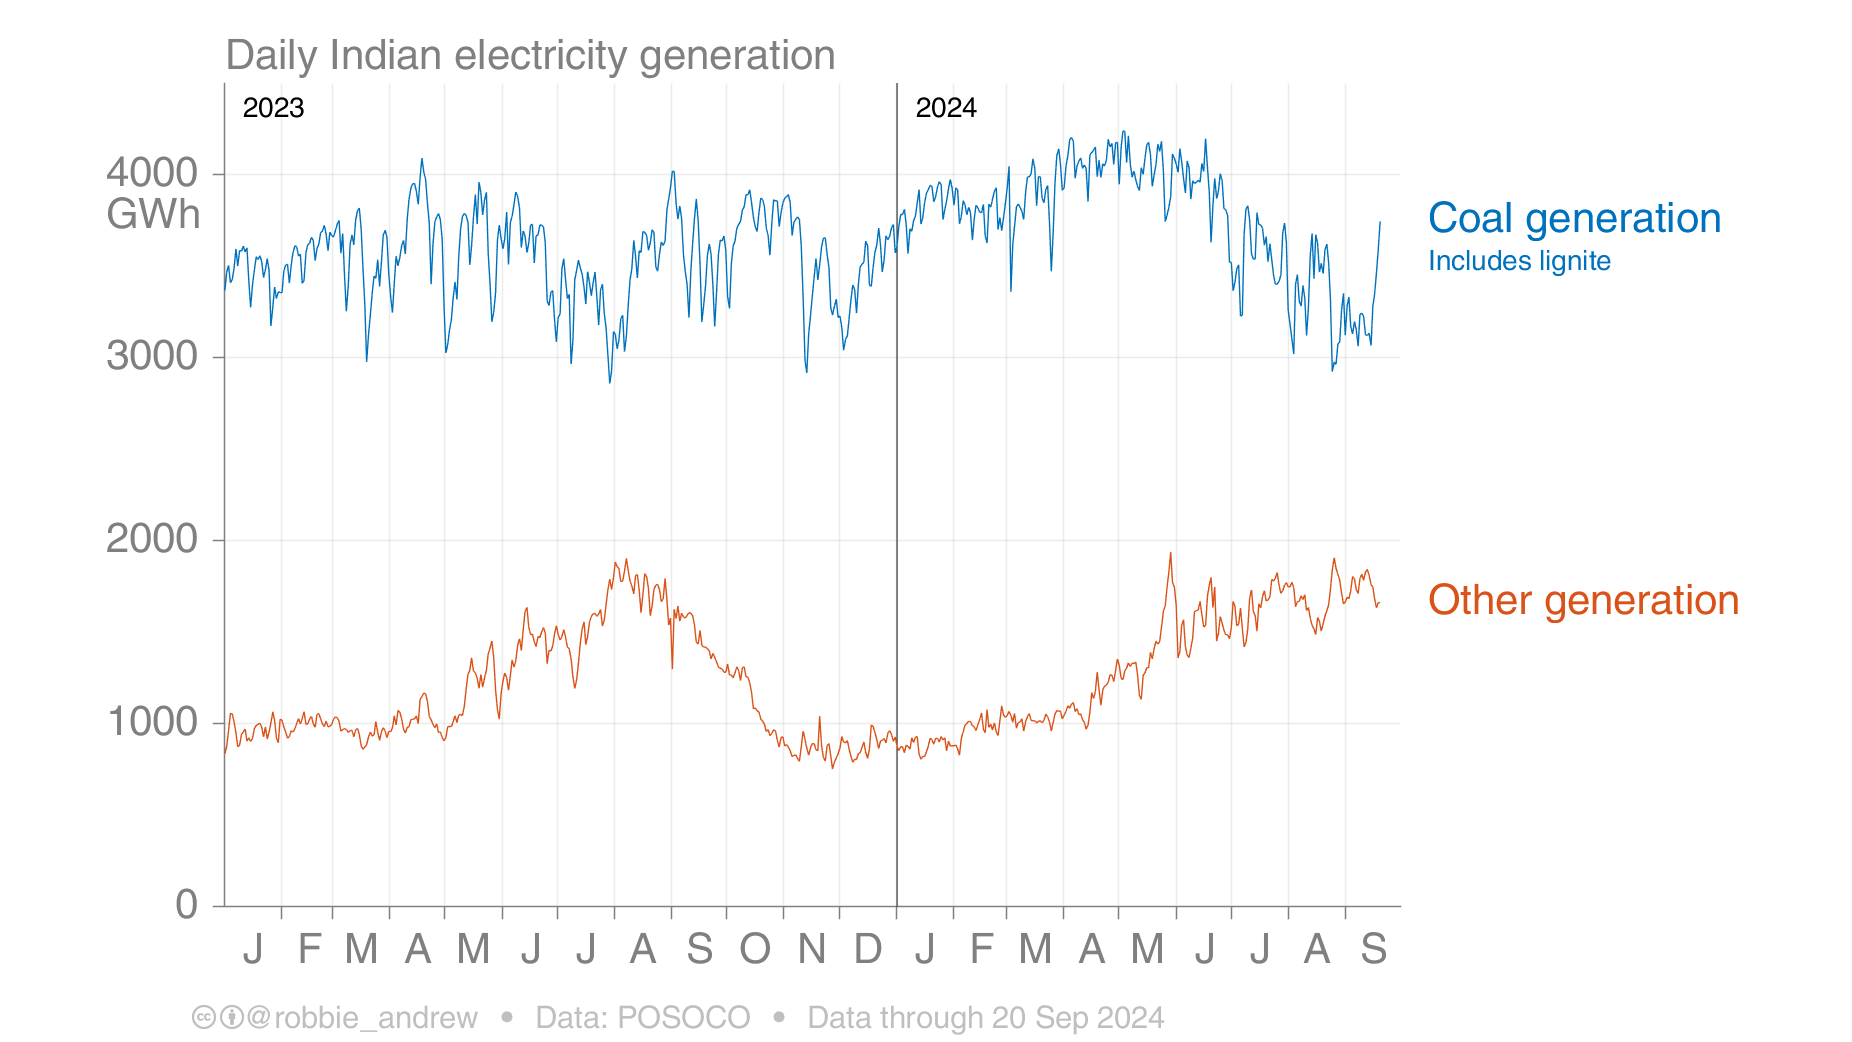 Daily Indian electricity generation
2023
2024
4000
GWh
3000
2000
1000
0
Coal generation
Includes lignite
Other generation
J F M A M J J A S O N D J F M A M J J A S
@robbie_andrew • Data: POSOCO • Data through 20 Sep 2024